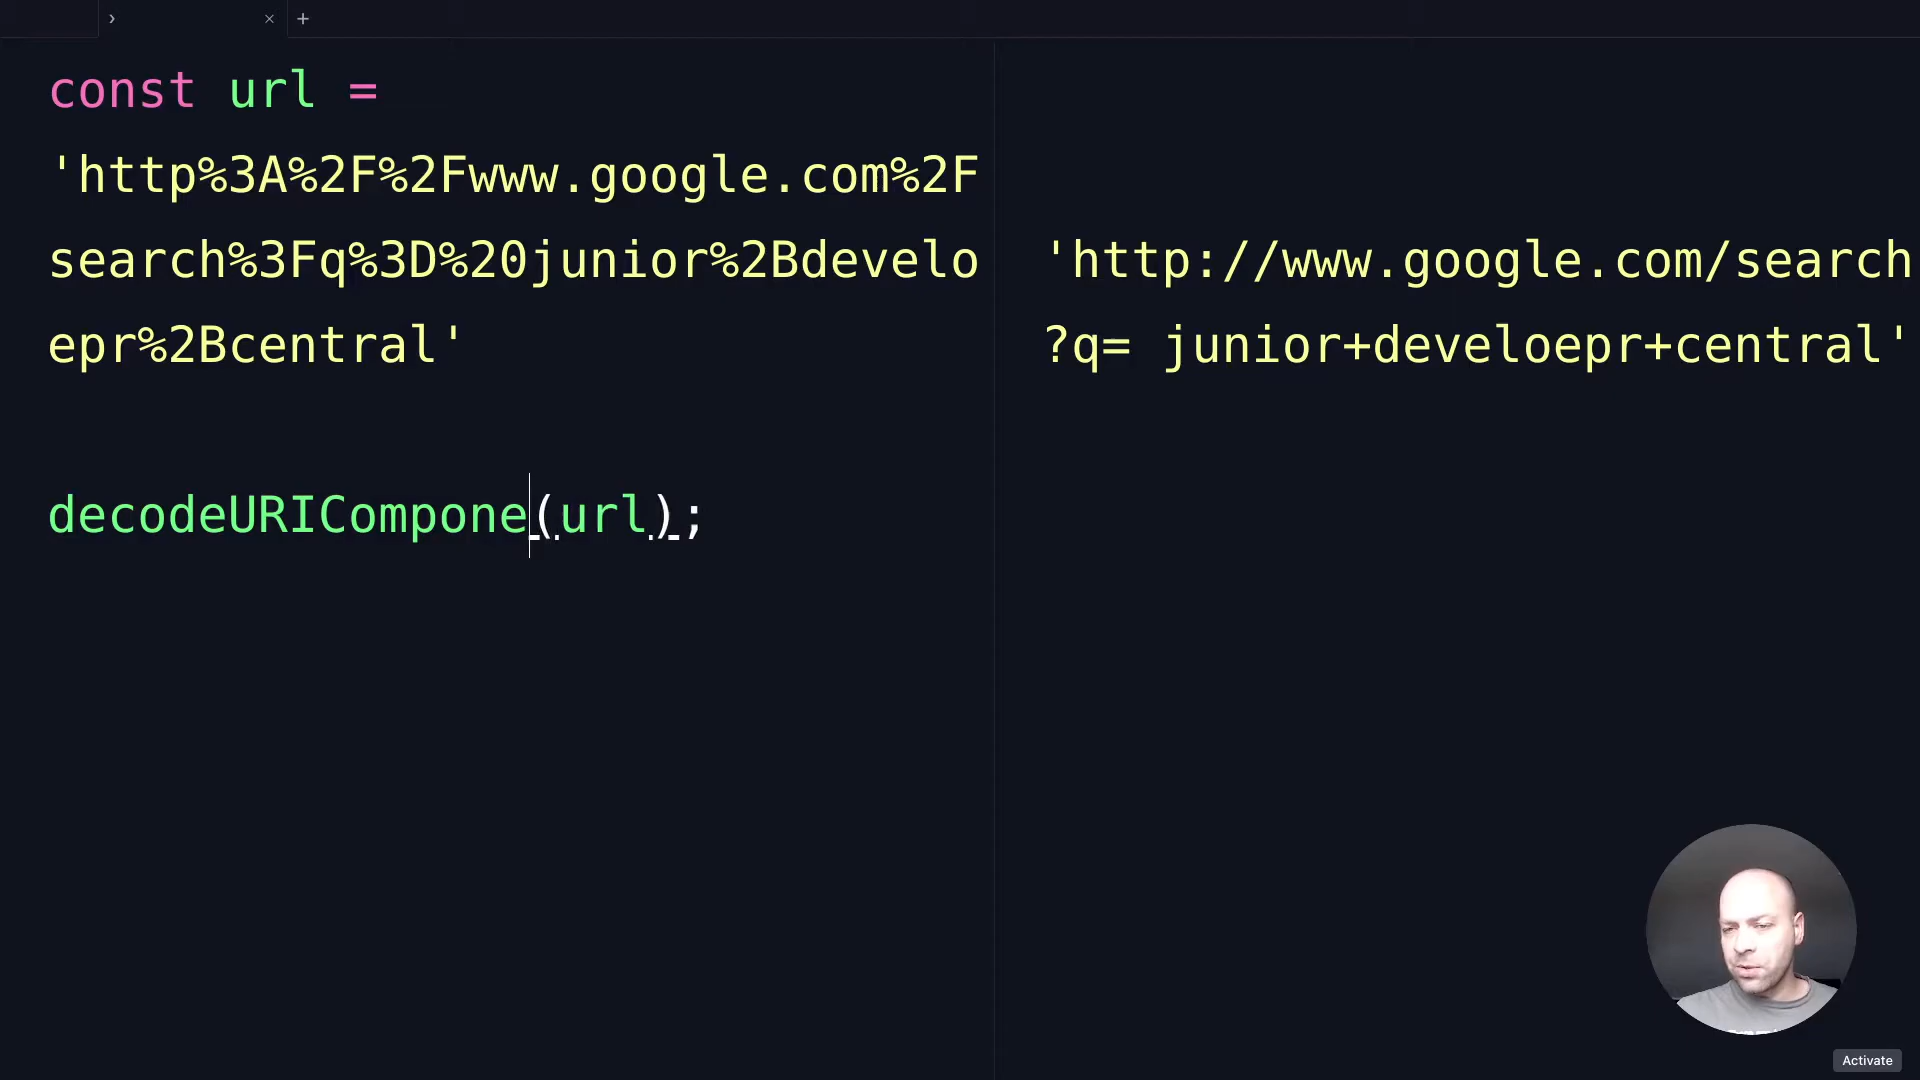 const url =
'http%3A%2F%2Fwww.google.com%2F
search%3Fq%3D%20junior%2Bdevelo
epr%2Bcentral'
decodeURICompone(url);
'http://www.google.com/search
?q= junior+develoepr+central'
Activate